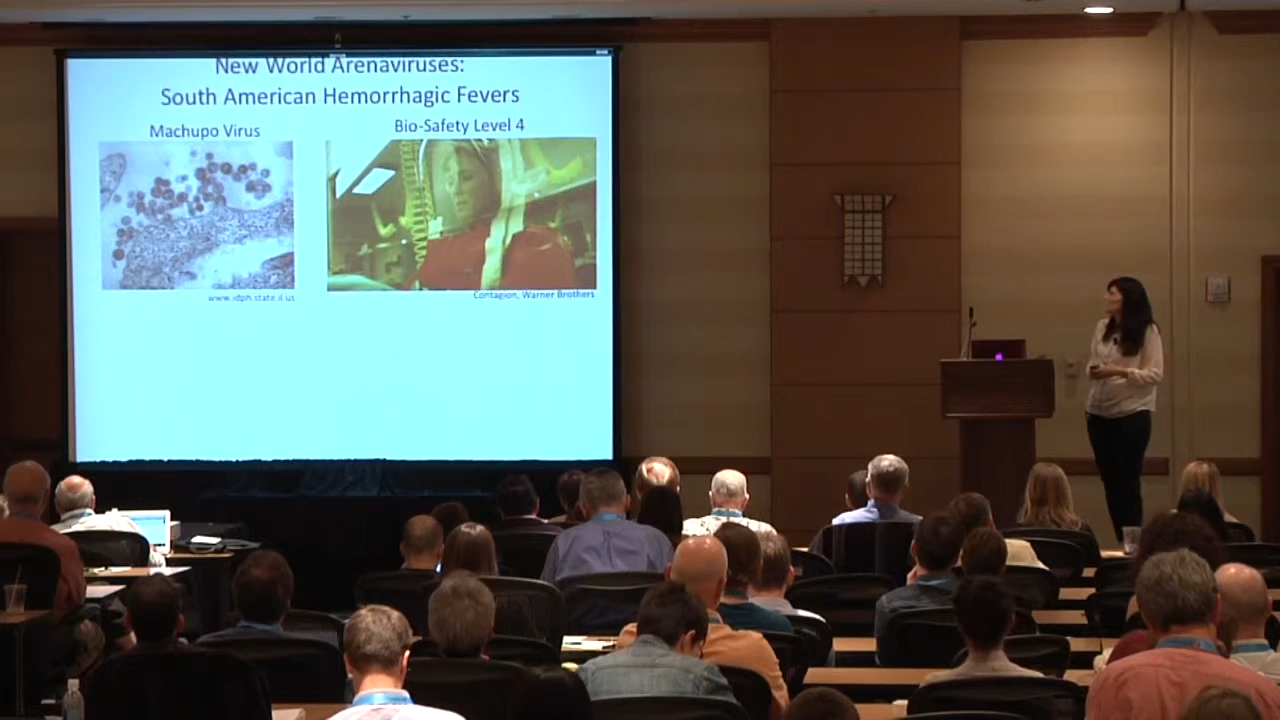 New World Arenaviruses:
South American Hemorrhagic Fevers
Machupo Virus
Bio-Safety Level 4
www.idph.state.il.us
Contagion, Warner Brothers